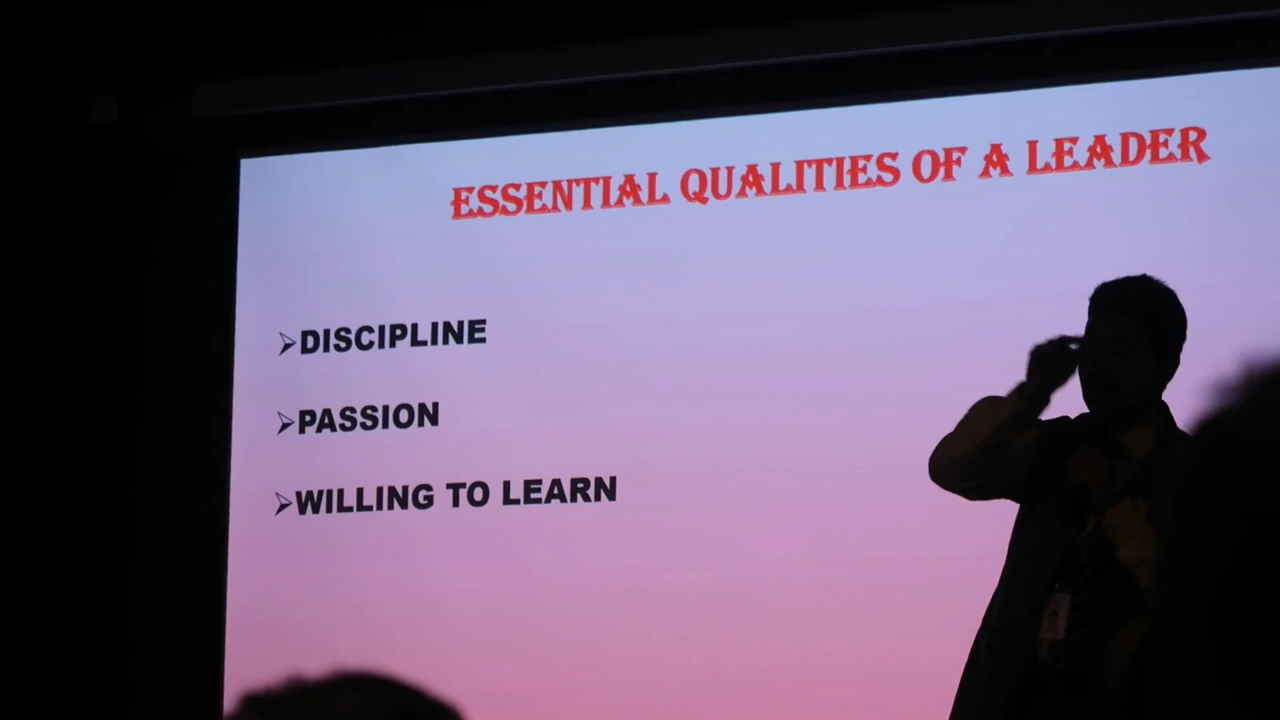 ESSENTIAL QUALITIES OF A LEADER
➢DISCIPLINE
➢PASSION
➢WILLING TO LEARN